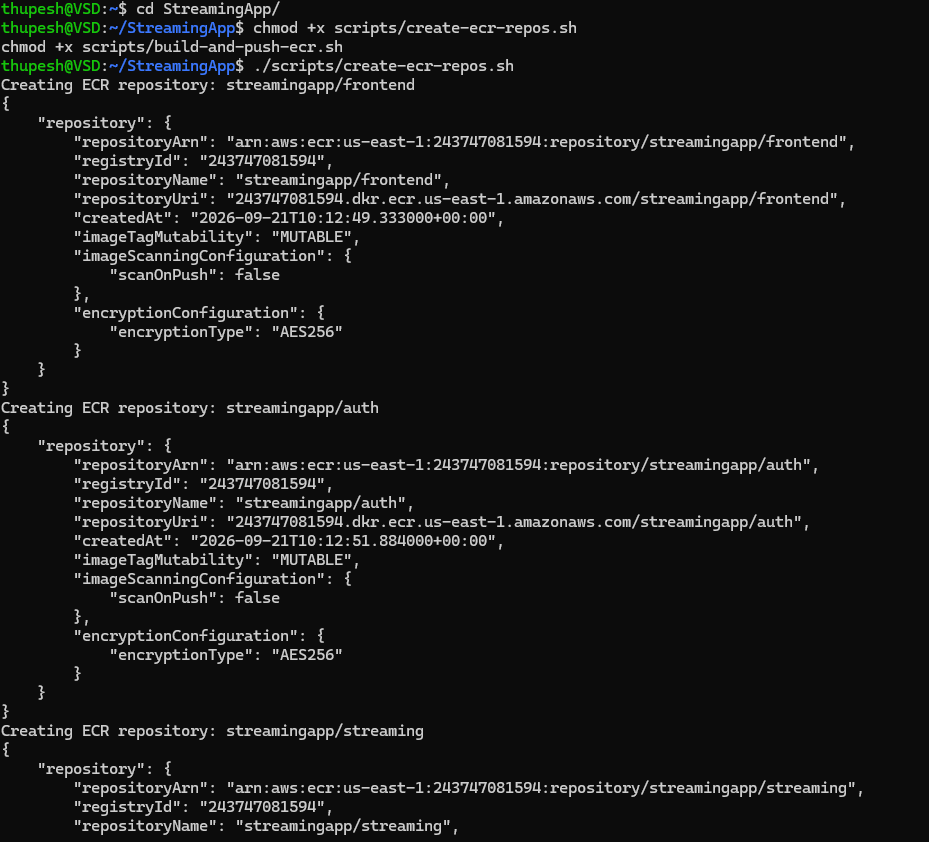 thupesh@VSD:~$ cd StreamingApp/
thupesh@VSD:~/StreamingApp$ chmod +x scripts/create-ecr-repos.sh
chmod +x scripts/build-and-push-ecr.sh
thupesh@VSD:~/StreamingApp$ ./scripts/create-ecr-repos.sh
Creating ECR repository: streamingapp/frontend
{
    "repository": {
        "repositoryArn": "arn:aws:ecr:us-east-1:243747081594:repository/streamingapp/frontend",
        "registryId": "243747081594",
        "repositoryName": "streamingapp/frontend",
        "repositoryUri": "243747081594.dkr.ecr.us-east-1.amazonaws.com/streamingapp/frontend",
        "createdAt": "2026-09-21T10:12:49.333000+00:00",
        "imageTagMutability": "MUTABLE",
        "imageScanningConfiguration": {
            "scanOnPush": false
        },
        "encryptionConfiguration": {
            "encryptionType": "AES256"
        }
    }
}
Creating ECR repository: streamingapp/auth
{
    "repository": {
        "repositoryArn": "arn:aws:ecr:us-east-1:243747081594:repository/streamingapp/auth",
        "registryId": "243747081594",
        "repositoryName": "streamingapp/auth",
        "repositoryUri": "243747081594.dkr.ecr.us-east-1.amazonaws.com/streamingapp/auth",
        "createdAt": "2026-09-21T10:12:51.884000+00:00",
        "imageTagMutability": "MUTABLE",
        "imageScanningConfiguration": {
            "scanOnPush": false
        },
        "encryptionConfiguration": {
            "encryptionType": "AES256"
        }
    }
}
Creating ECR repository: streamingapp/streaming
{
    "repository": {
        "repositoryArn": "arn:aws:ecr:us-east-1:243747081594:repository/streamingapp/streaming",
        "registryId": "243747081594",
        "repositoryName": "streamingapp/streaming",